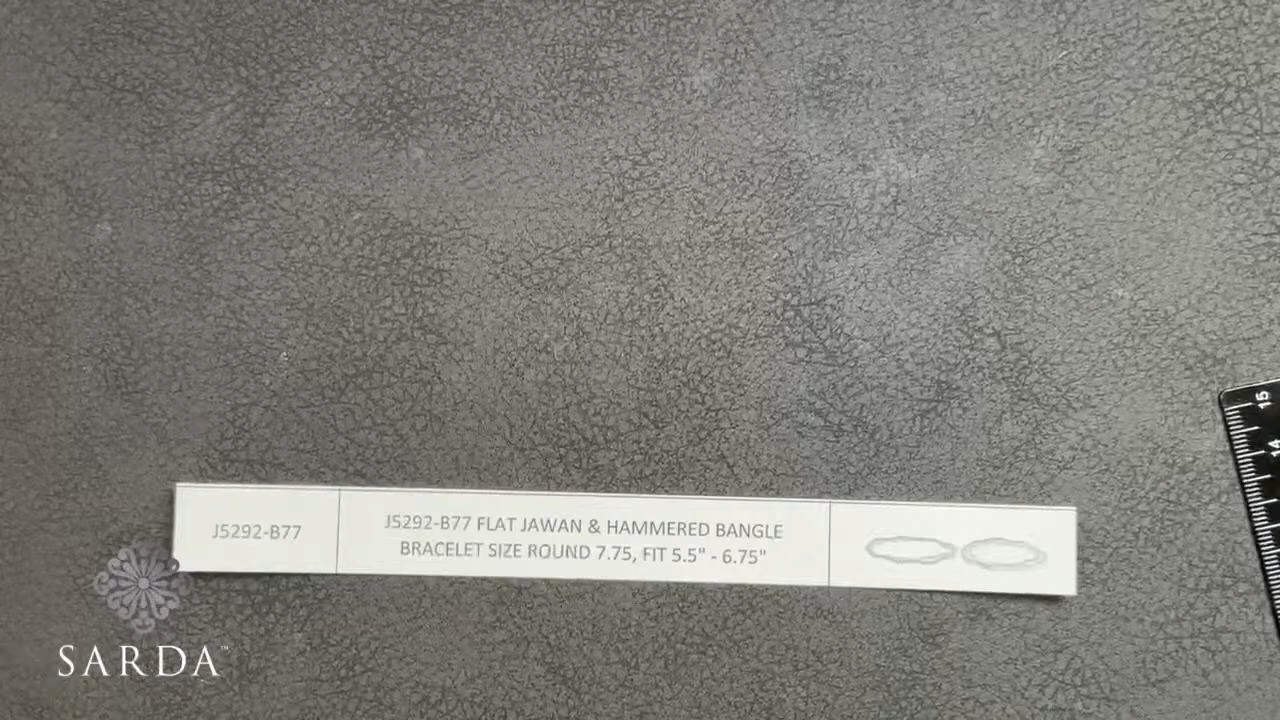 J5292-B77
J5292-B77 FLAT JAWAN & HAMMERED BANGLE
BRACELET SIZE ROUND 7.75, FIT 5.5" - 6.75"
15
14
SARDA™